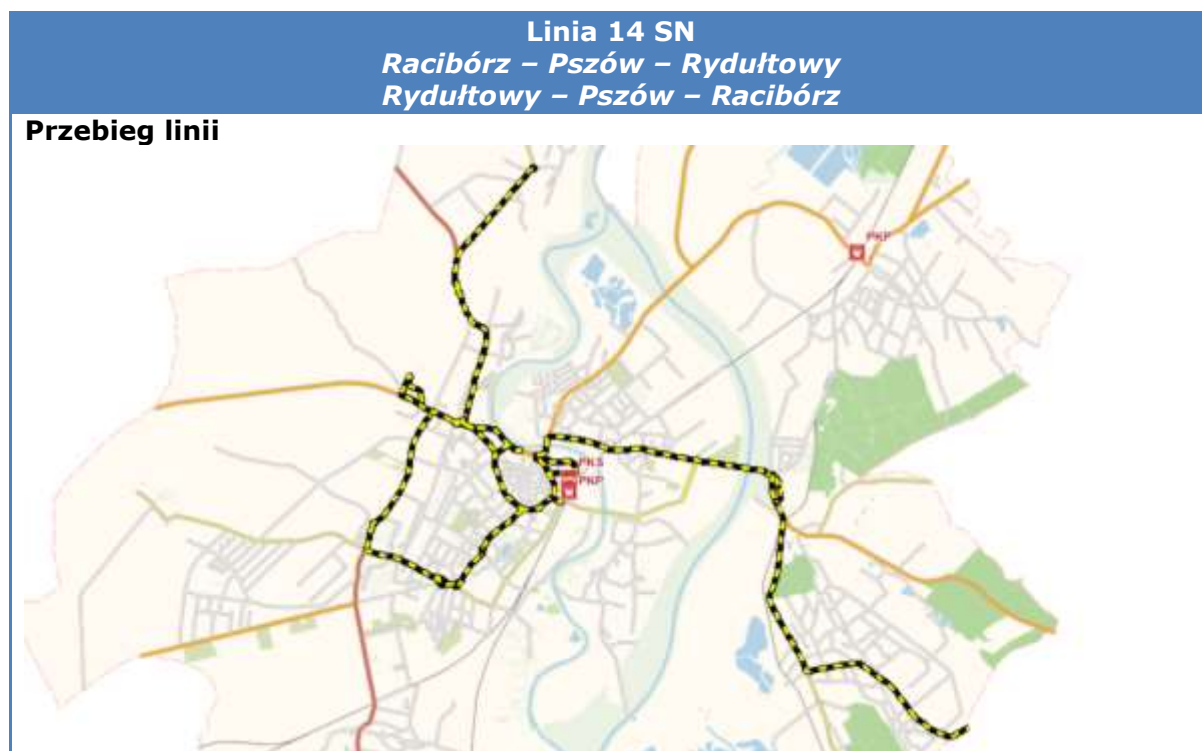 Linia 14 SN
Racibórz – Pszów – Rydułtowy
Rydułtowy – Pszów – Racibórz
Przebieg linii
PKP
PKS
PKP